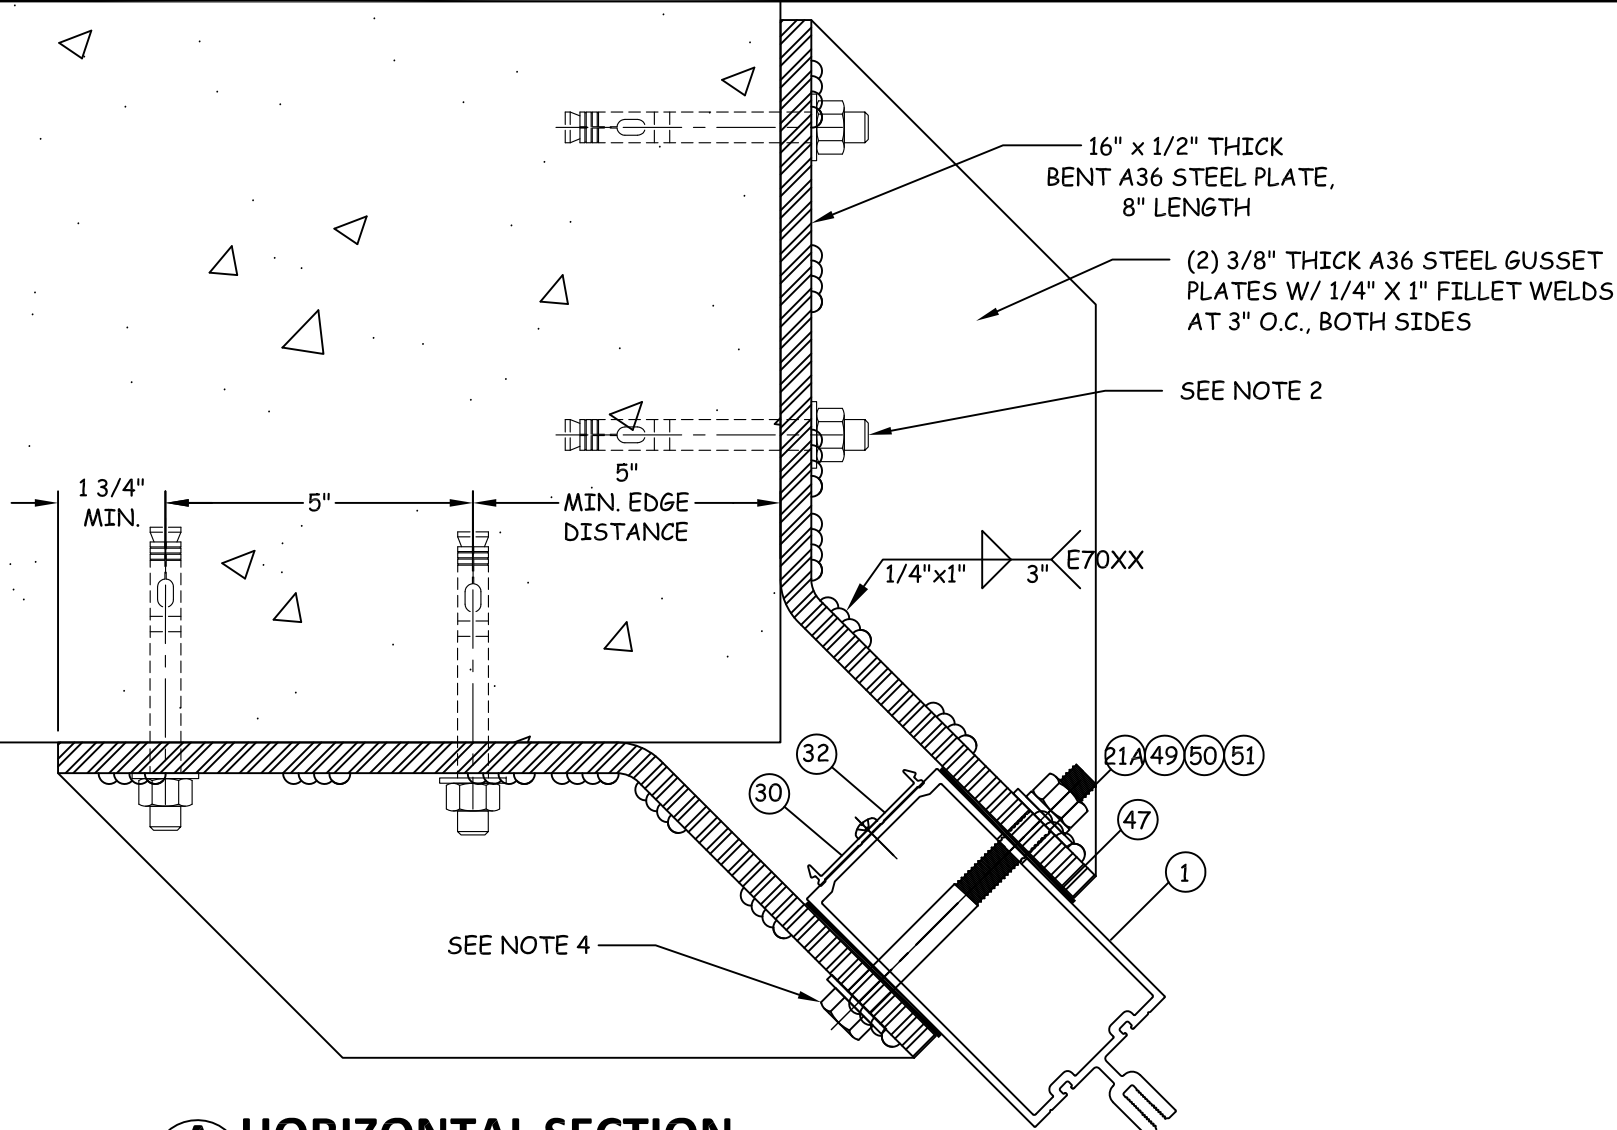 16" x 1/2" THICK
BENT A36 STEEL PLATE,
8" LENGTH
(2) 3/8" THICK A36 STEEL GUSSET
PLATES W/ 1/4" X 1" FILLET WELDS
AT 3" O.C., BOTH SIDES
SEE NOTE 2
1 3/4"
MIN.
5"
5"
MIN. EDGE
DISTANCE
1/4"x1"
3"
E70XX
32
30
21A 49 50 51
47
1
SEE NOTE 4
A HORIZONTAL SECTION